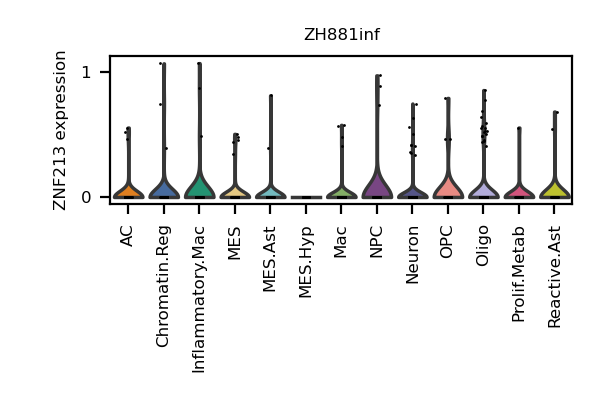 ZH881inf
ZNF213 expression
1
0
AC
Chromatin.Reg
Inflammatory.Mac
MES
MES.Ast
MES.Hyp
Mac
NPC
Neuron
OPC
Oligo
Prolif.Metab
Reactive.Ast